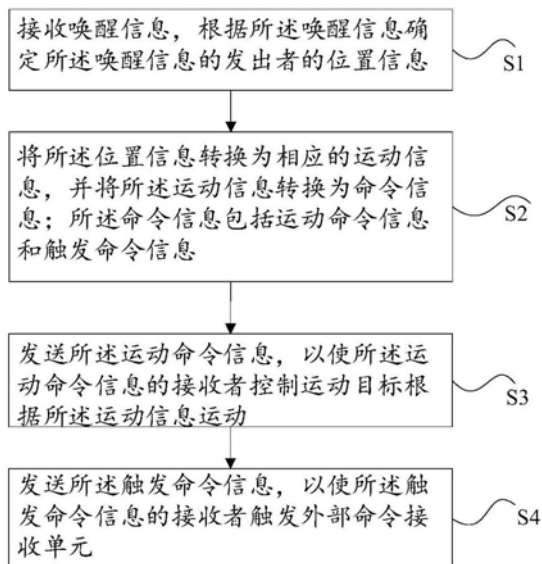 接收唤醒信息，根据所述唤醒信息确
定所述唤醒信息的发出者的位置信息
S1
将所述位置信息转换为相应的运动信
息，并将所述运动信息转换为命令信
息；所述命令信息包括运动命令信息
和触发命令信息
S2
发送所述运动命令信息，以使所述运
动命令信息的接收者控制运动目标根
据所述运动信息运动
S3
发送所述触发命令信息，以使所述触
发命令信息的接收者触发外部命令接
收单元
S4